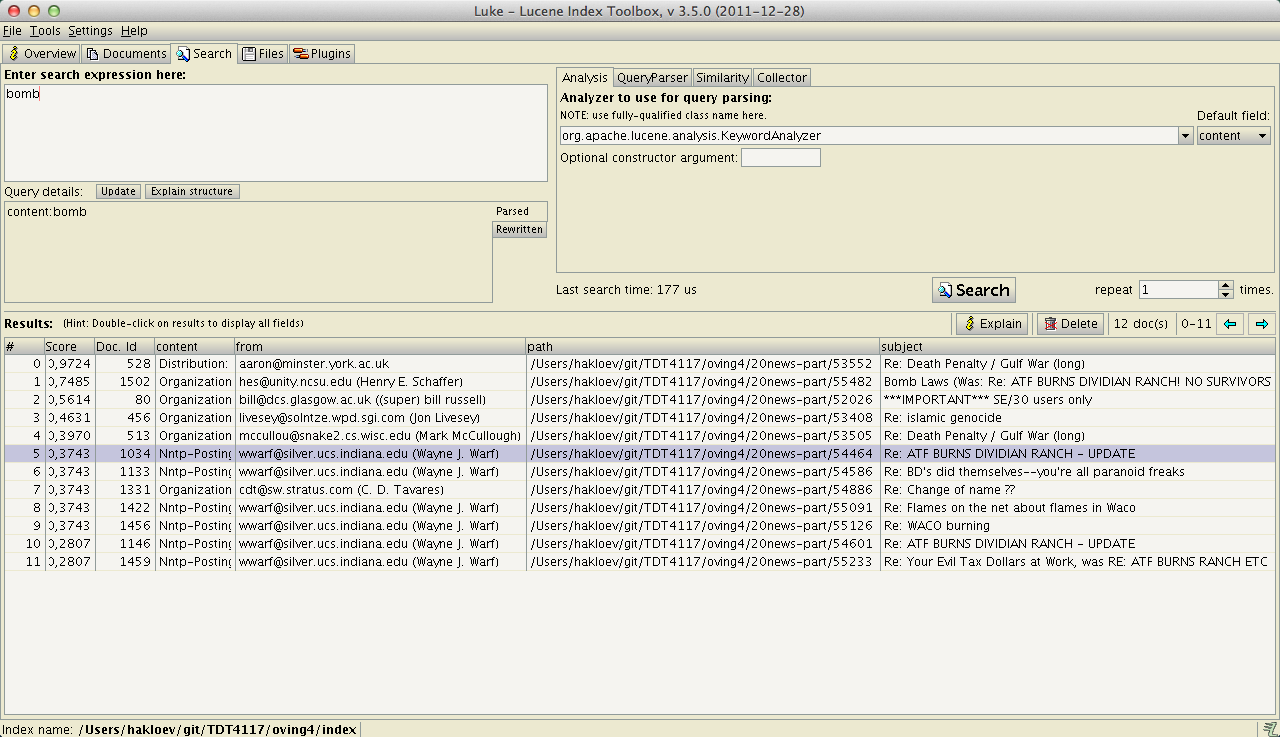 Luke – Lucene Index Toolbox, v 3.5.0 (2011-12-28)
File Tools Settings Help
Overview Documents Search Files Plugins
Enter search expression here:
bomb
Query details: Update Explain structure
content:bomb
Parsed
Rewritten
Analysis QueryParser Similarity Collector
Analyzer to use for query parsing:
NOTE: use fully-qualified class name here. Default field:
org.apache.lucene.analysis.KeywordAnalyzer content
Optional constructor argument:
Last search time: 177 us Search repeat 1 times.
Results: (Hint: Double-click on results to display all fields) Explain Delete 12 doc(s) 0-11
# Score Doc. Id content from path subject
0 0,9724 528 Distribution: aaron@minster.york.ac.uk /Users/hakloev/git/TDT4117/oving4/20news-part/53552 Re: Death Penalty / Gulf War (long)
1 0,7485 1502 Organization hes@unity.ncsu.edu (Henry E. Schaffer) /Users/hakloev/git/TDT4117/oving4/20news-part/55482 Bomb Laws (Was: Re: ATF BURNS DIVIDIAN RANCH! NO SURVIVORS
2 0,5614 80 Organization bill@dcs.glasgow.ac.uk ((super) bill russell) /Users/hakloev/git/TDT4117/oving4/20news-part/52026 ***IMPORTANT*** SE/30 users only
3 0,4631 456 Organization livesey@solntze.wpd.sgi.com (Jon Livesey) /Users/hakloev/git/TDT4117/oving4/20news-part/53408 Re: islamic genocide
4 0,3970 513 Organization mccullou@snake2.cs.wisc.edu (Mark McCullough) /Users/hakloev/git/TDT4117/oving4/20news-part/53505 Re: Death Penalty / Gulf War (long)
5 0,3743 1034 Nntp-Posting wwarf@silver.ucs.indiana.edu (Wayne J. Warf) /Users/hakloev/git/TDT4117/oving4/20news-part/54464 Re: ATF BURNS DIVIDIAN RANCH - UPDATE
6 0,3743 1133 Nntp-Posting wwarf@silver.ucs.indiana.edu (Wayne J. Warf) /Users/hakloev/git/TDT4117/oving4/20news-part/54586 Re: BD's did themselves--you're all paranoid freaks
7 0,3743 1331 Organization cdt@sw.stratus.com (C. D. Tavares) /Users/hakloev/git/TDT4117/oving4/20news-part/54886 Re: Change of name ??
8 0,3743 1422 Nntp-Posting wwarf@silver.ucs.indiana.edu (Wayne J. Warf) /Users/hakloev/git/TDT4117/oving4/20news-part/55091 Re: Flames on the net about flames in Waco
9 0,3743 1456 Nntp-Posting wwarf@silver.ucs.indiana.edu (Wayne J. Warf) /Users/hakloev/git/TDT4117/oving4/20news-part/55126 Re: WACO burning
10 0,2807 1146 Nntp-Posting wwarf@silver.ucs.indiana.edu (Wayne J. Warf) /Users/hakloev/git/TDT4117/oving4/20news-part/54601 Re: ATF BURNS DIVIDIAN RANCH - UPDATE
11 0,2807 1459 Nntp-Posting wwarf@silver.ucs.indiana.edu (Wayne J. Warf) /Users/hakloev/git/TDT4117/oving4/20news-part/55233 Re: Your Evil Tax Dollars at Work, was RE: ATF BURNS RANCH ETC
Index name: /Users/hakloev/git/TDT4117/oving4/index